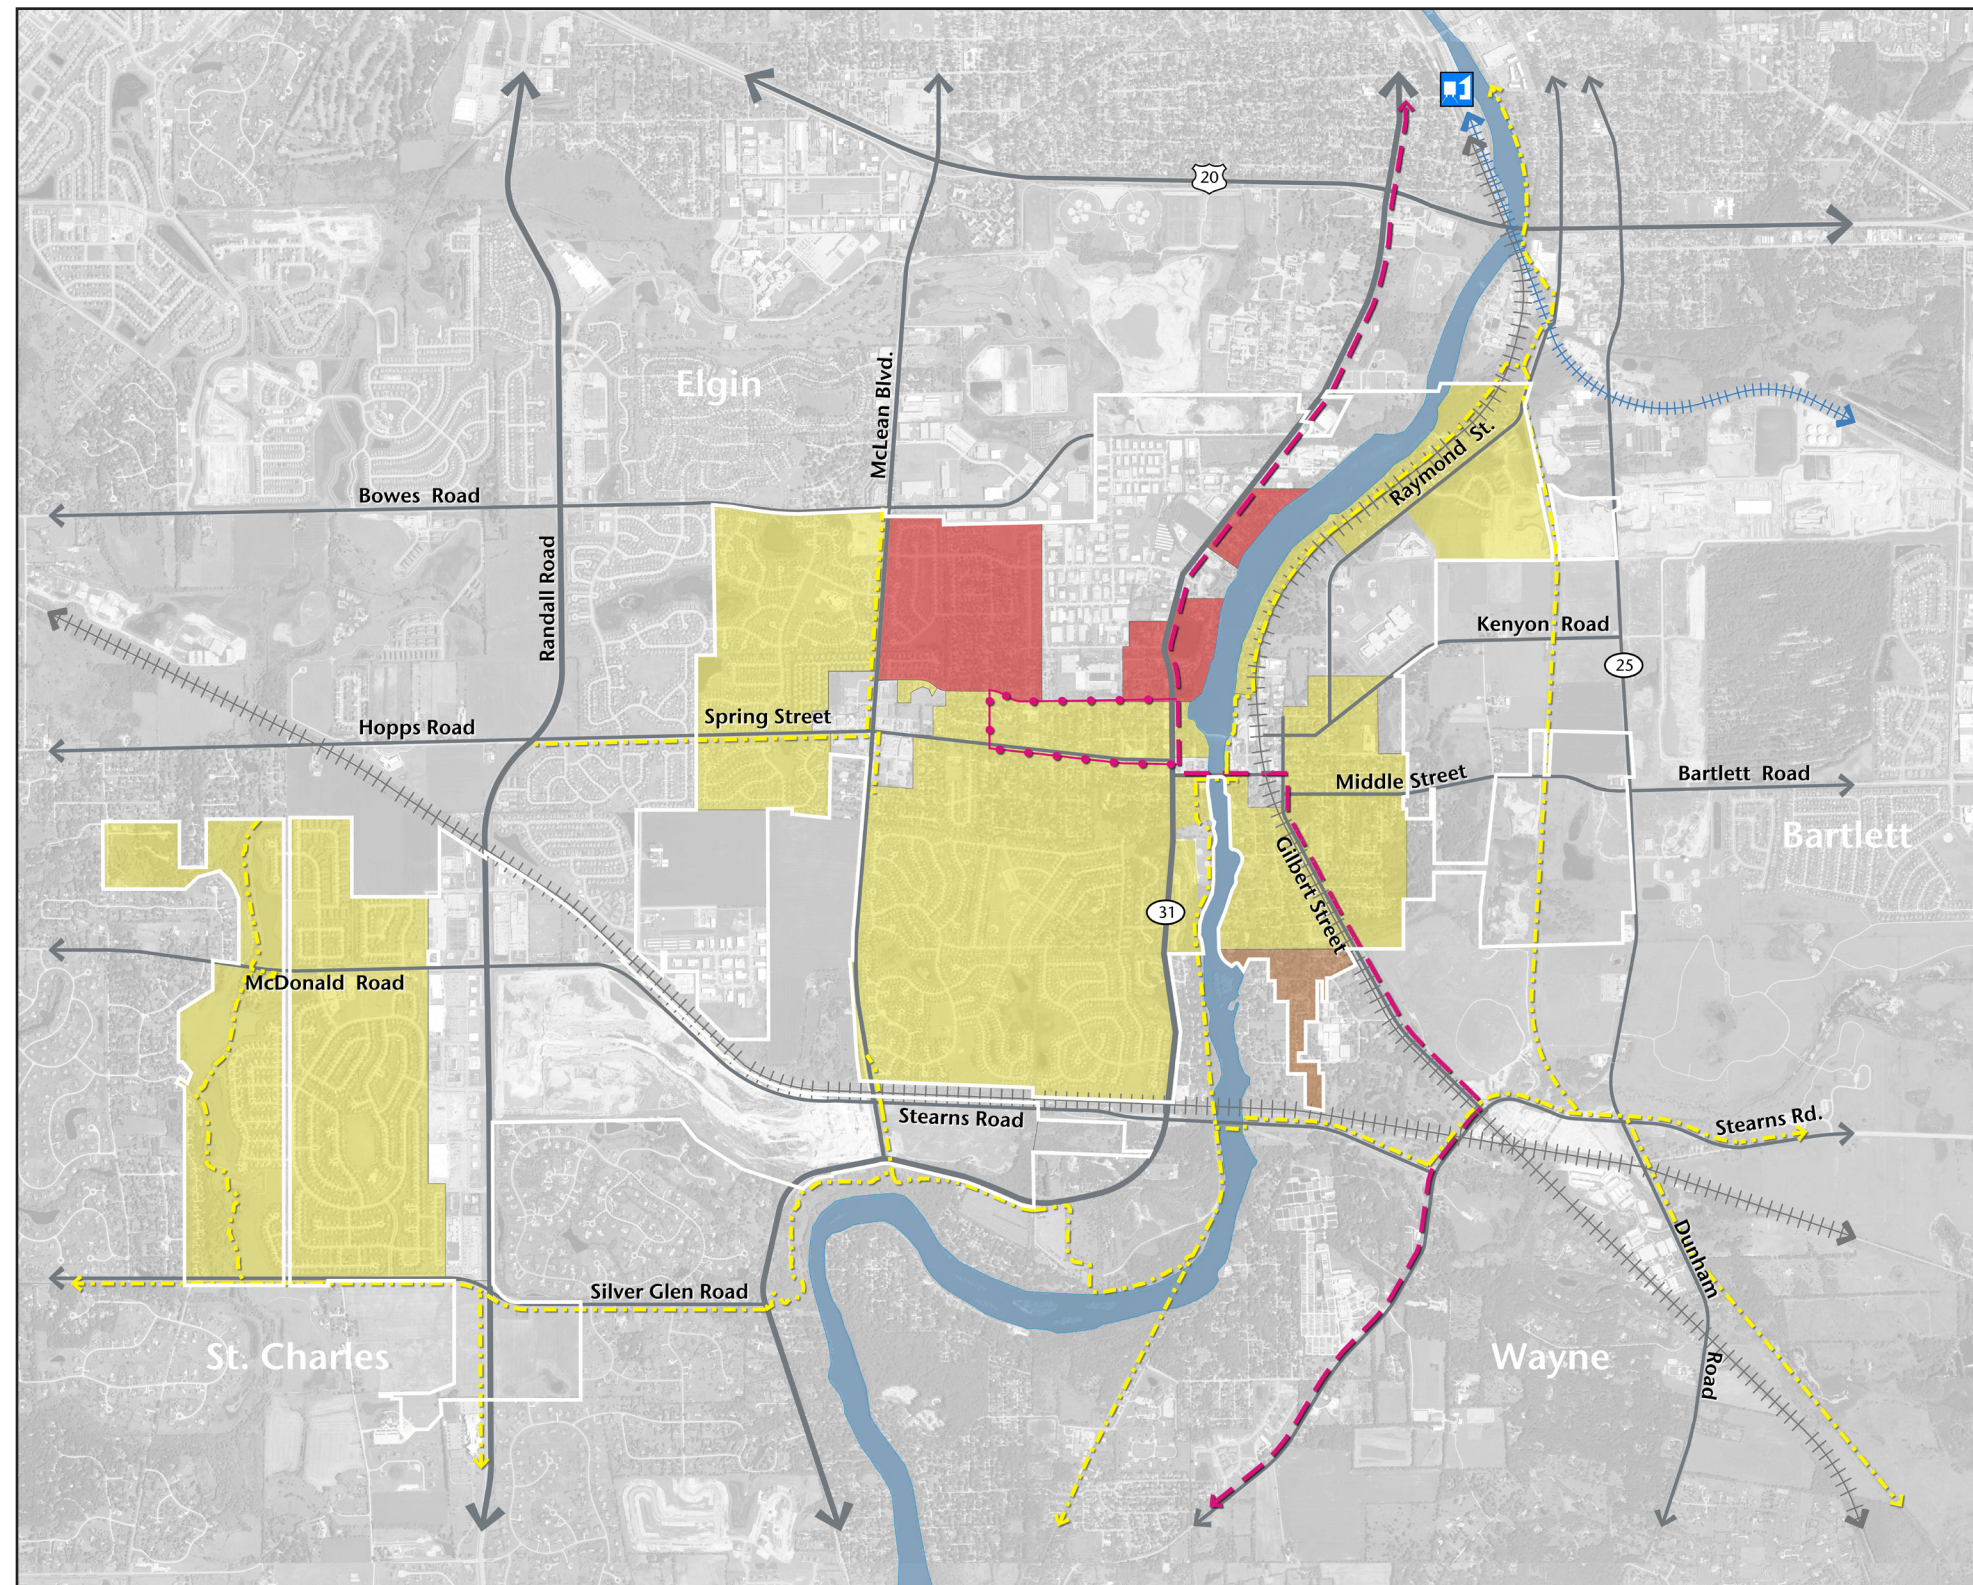 20
Elgin
McLean Blvd.
Raymond St.
Bowes Road
Randall Road
Kenyon Road
25
Spring Street
Hopps Road
Middle Street
Bartlett Road
Bartlett
Gilbert Street
31
McDonald Road
Stearns Road
Stearns Rd.
Dunham
Road
Silver Glen Road
St. Charles
Wayne